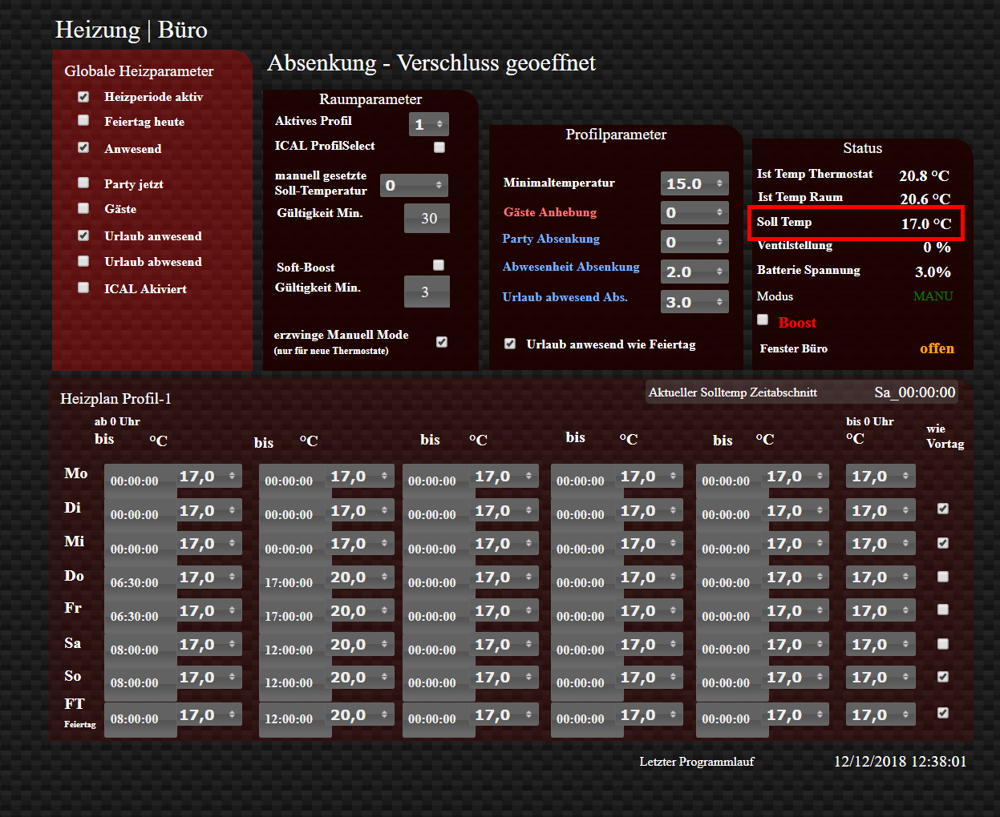 Heizung | Büro
Globale Heizparameter
Heizperiode aktiv
Feiertag heute
Anwesend
Party jetzt
Gäste
Urlaub anwesend
Urlaub abwesend
ICAL Akiviert
Absenkung - Verschluss geoeffnet
Raumparameter
Aktives Profil 1
ICAL ProfilSelect
manuell gesetzte
Soll-Temperatur 0
Gültigkeit Min. 30
Soft-Boost
Gültigkeit Min. 3
erzwinge Manuell Mode
(nur für neue Thermostate)
Profilparameter
Minimaltemperatur 15.0
Gäste Anhebung 0
Party Absenkung 0
Abwesenheit Absenkung 2.0
Urlaub abwesend Abs. 3.0
Urlaub anwesend wie Feiertag
Status
Ist Temp Thermostat 20.8 °C
Ist Temp Raum 20.6 °C
Soll Temp 17.0 °C
Ventilstellung 0 %
Batterie Spannung 3.0%
Modus MANU
Boost
Fenster Büro offen
Heizplan Profil-1
Aktueller Solltemp Zeitabschnitt Sa_00:00:00
ab 0 Uhr bis 0 Uhr wie
bis °C bis °C bis °C bis °C bis °C °C Vortag
Mo 00:00:00 17,0 00:00:00 17,0 00:00:00 17,0 00:00:00 17,0 00:00:00 17,0 17,0
Di 00:00:00 17,0 00:00:00 17,0 00:00:00 17,0 00:00:00 17,0 00:00:00 17,0 17,0
Mi 00:00:00 17,0 00:00:00 17,0 00:00:00 17,0 00:00:00 17,0 00:00:00 17,0 17,0
Do 06:30:00 17,0 17:00:00 20,0 00:00:00 17,0 00:00:00 17,0 00:00:00 17,0 17,0
Fr 06:30:00 17,0 17:00:00 20,0 00:00:00 17,0 00:00:00 17,0 00:00:00 17,0 17,0
Sa 08:00:00 17,0 12:00:00 20,0 00:00:00 17,0 00:00:00 17,0 00:00:00 17,0 17,0
So 08:00:00 17,0 12:00:00 20,0 00:00:00 17,0 00:00:00 17,0 00:00:00 17,0 17,0
FT 08:00:00 17,0 12:00:00 20,0 00:00:00 17,0 00:00:00 17,0 00:00:00 17,0 17,0
Feiertag
Letzter Programmlauf 12/12/2018 12:38:01